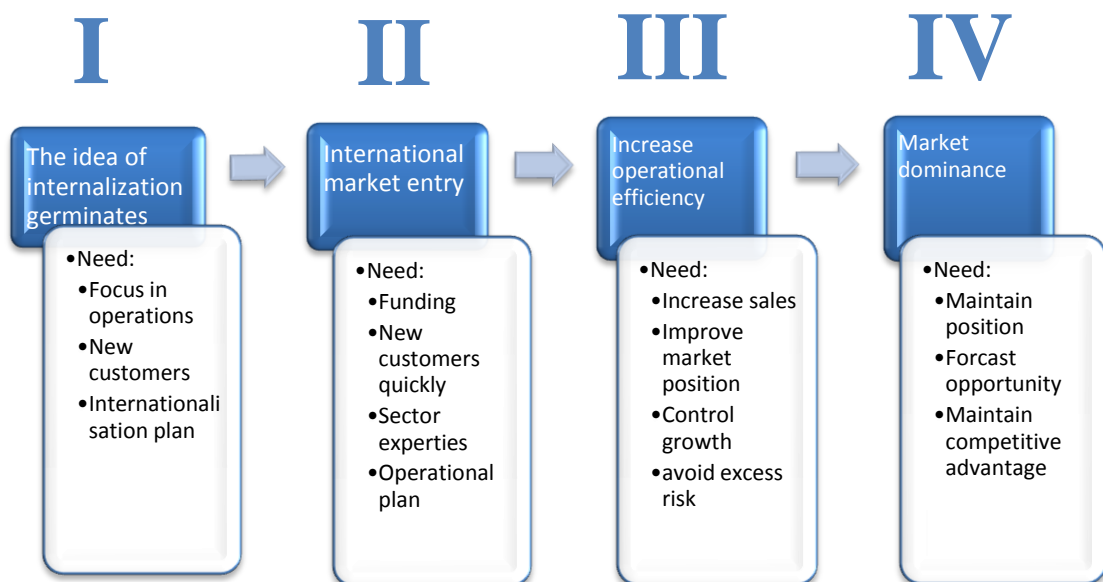 I
II
III
IV
The idea of
internalization
germinates
•Need:
•Focus in
operations
•New
customers
•Internationali
sation plan
International
market entry
•Need:
•Funding
•New
customers
quickly
•Sector
experties
•Operational
plan
Increase
operational
efficiency
•Need:
•Increase sales
•Improve
market
position
•Control
growth
•avoid excess
risk
Market
dominance
•Need:
•Maintain
position
•Forcast
opportunity
•Maintain
competitive
advantage